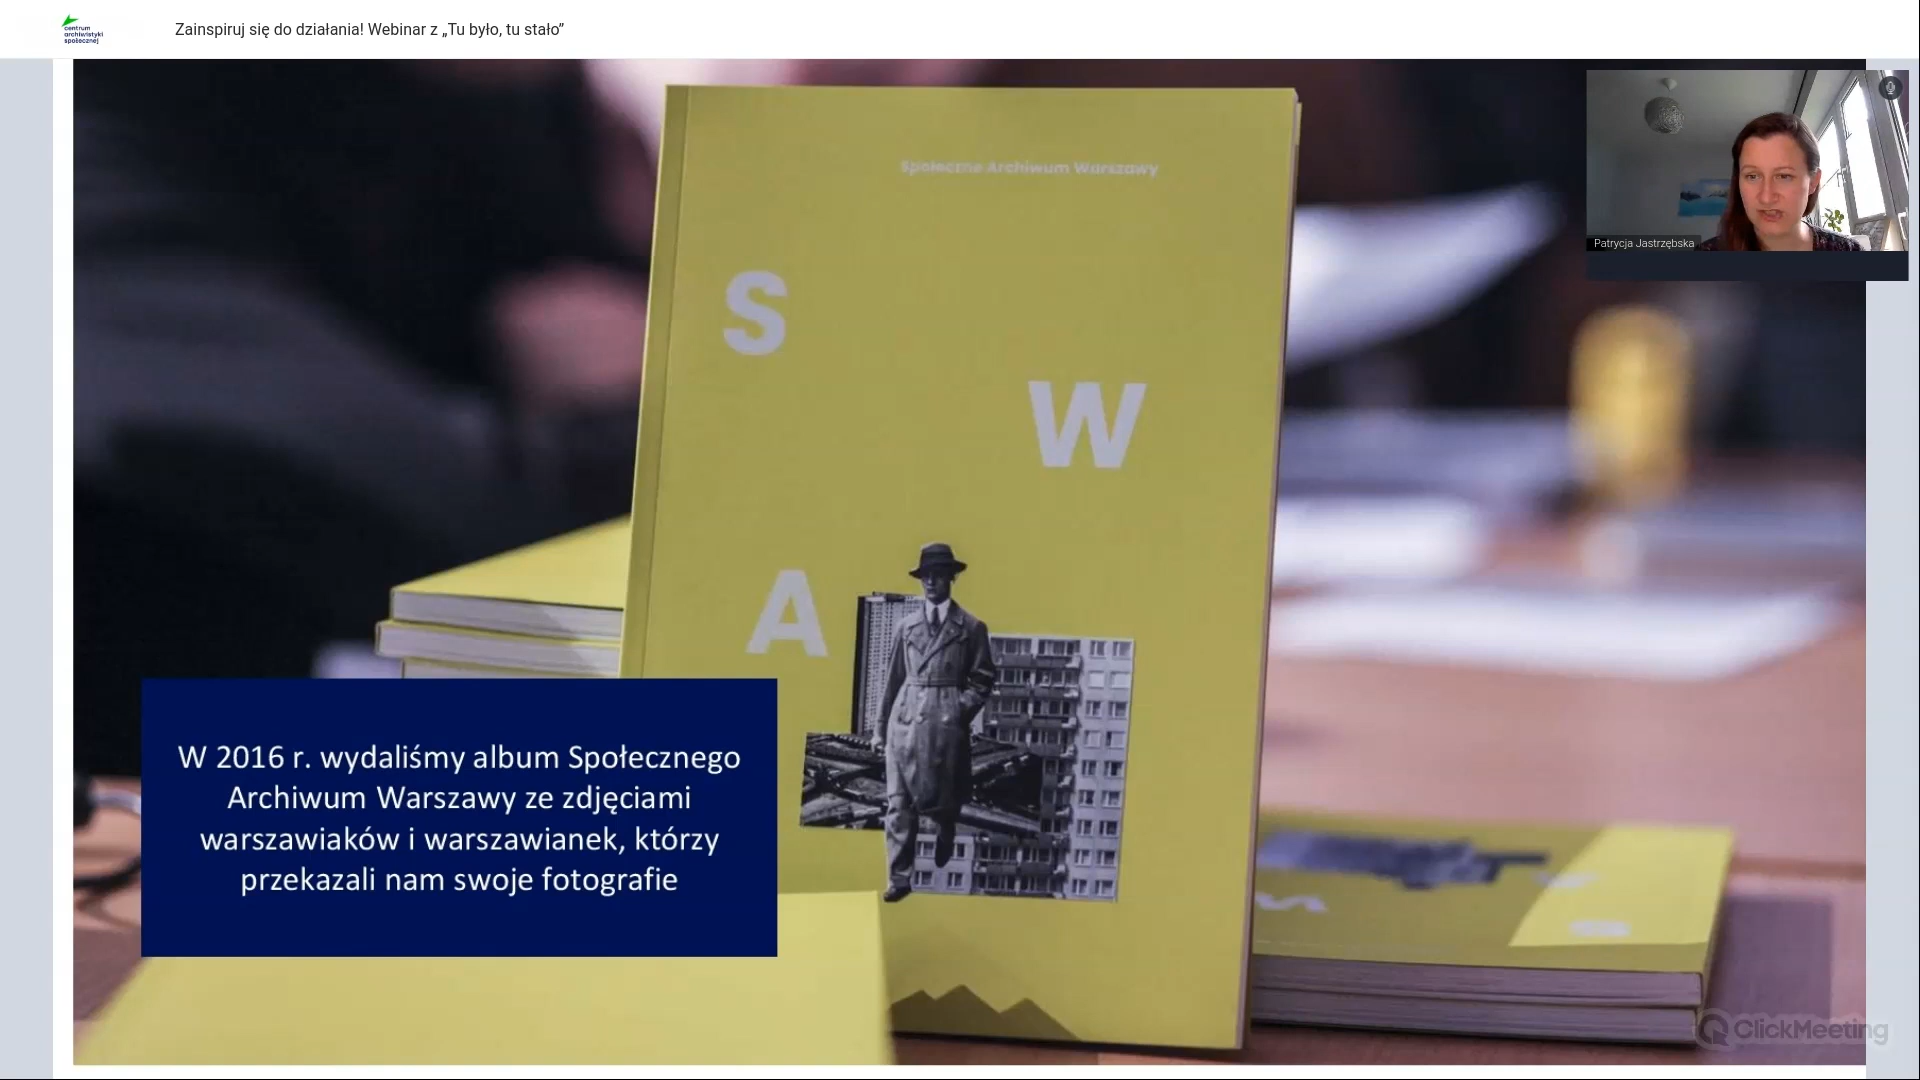 centrum
archiwistyki
społecznej
Zainspiruj się do działania! Webinar z „Tu było, tu stało”
Społeczne Archiwum Warszawy
S
W
A
Patrycja Jastrzębska
W 2016 r. wydaliśmy album Społecznego
Archiwum Warszawy ze zdjęciami
warszawiaków i warszawianek, którzy
przekazali nam swoje fotografie
ClickMeeting